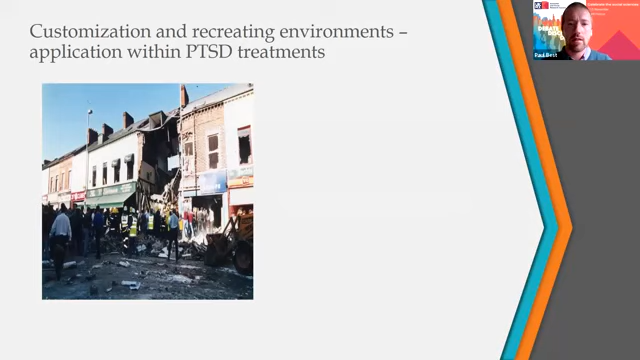 Customization and recreating environments –
application within PTSD treatments
Paul Best